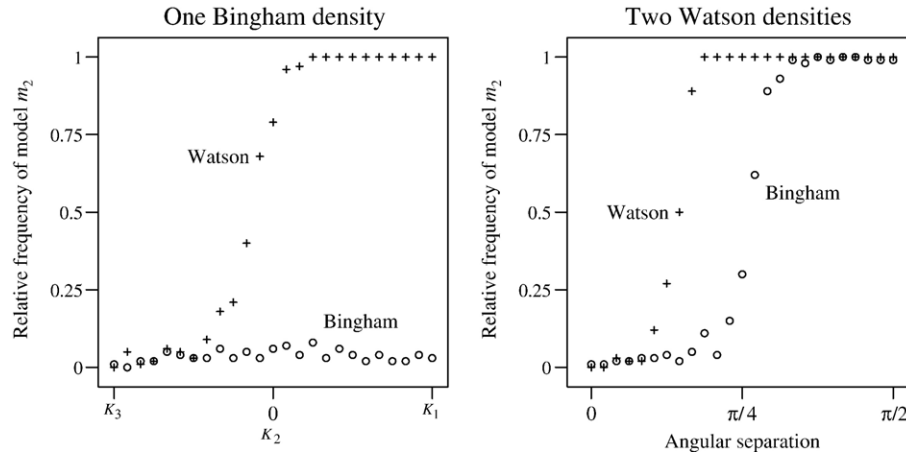 One Bingham density
Relative frequency of model m₂
1
0.75
0.5
0.25
0
Watson
Bingham
K₃
0
K₁
K₂
Two Watson densities
Relative frequency of model m₂
1
0.75
0.5
0.25
0
Watson
Bingham
0
π/4
π/2
Angular separation